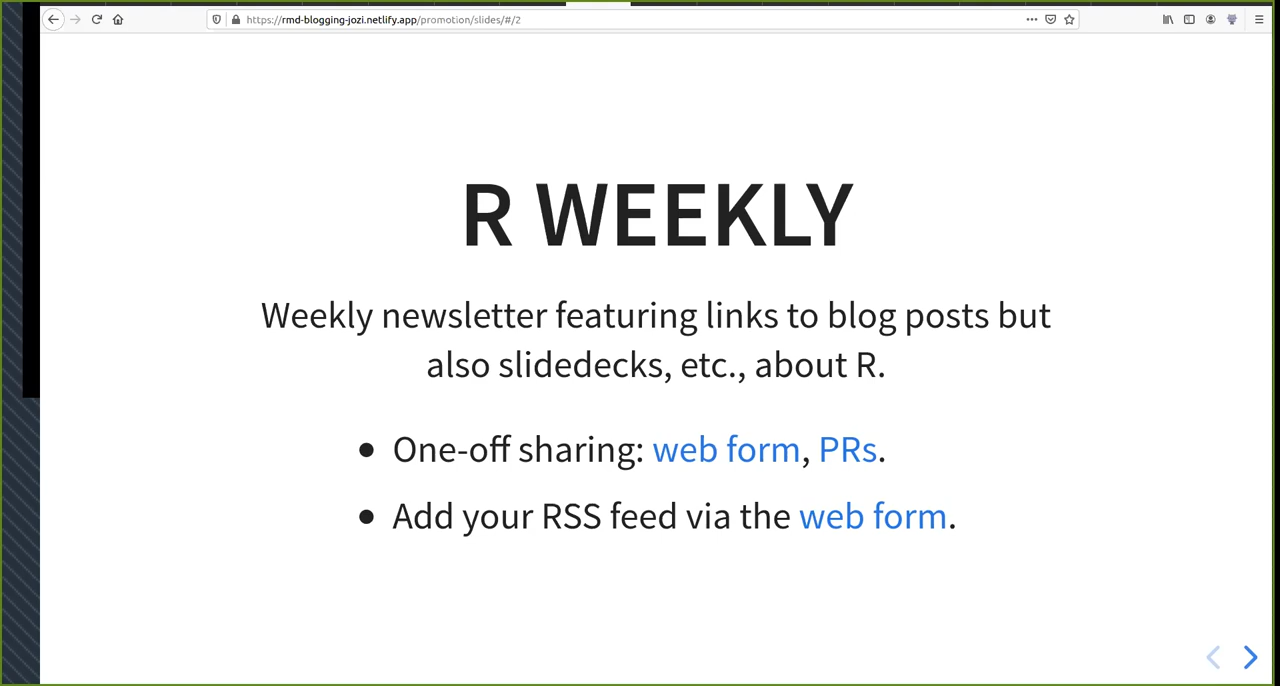 https://rmd-blogging-jozi.netlify.app/promotion/slides/#/2
R WEEKLY
Weekly newsletter featuring links to blog posts but
also slidedecks, etc., about R.
• One-off sharing: web form, PRs.
• Add your RSS feed via the web form.